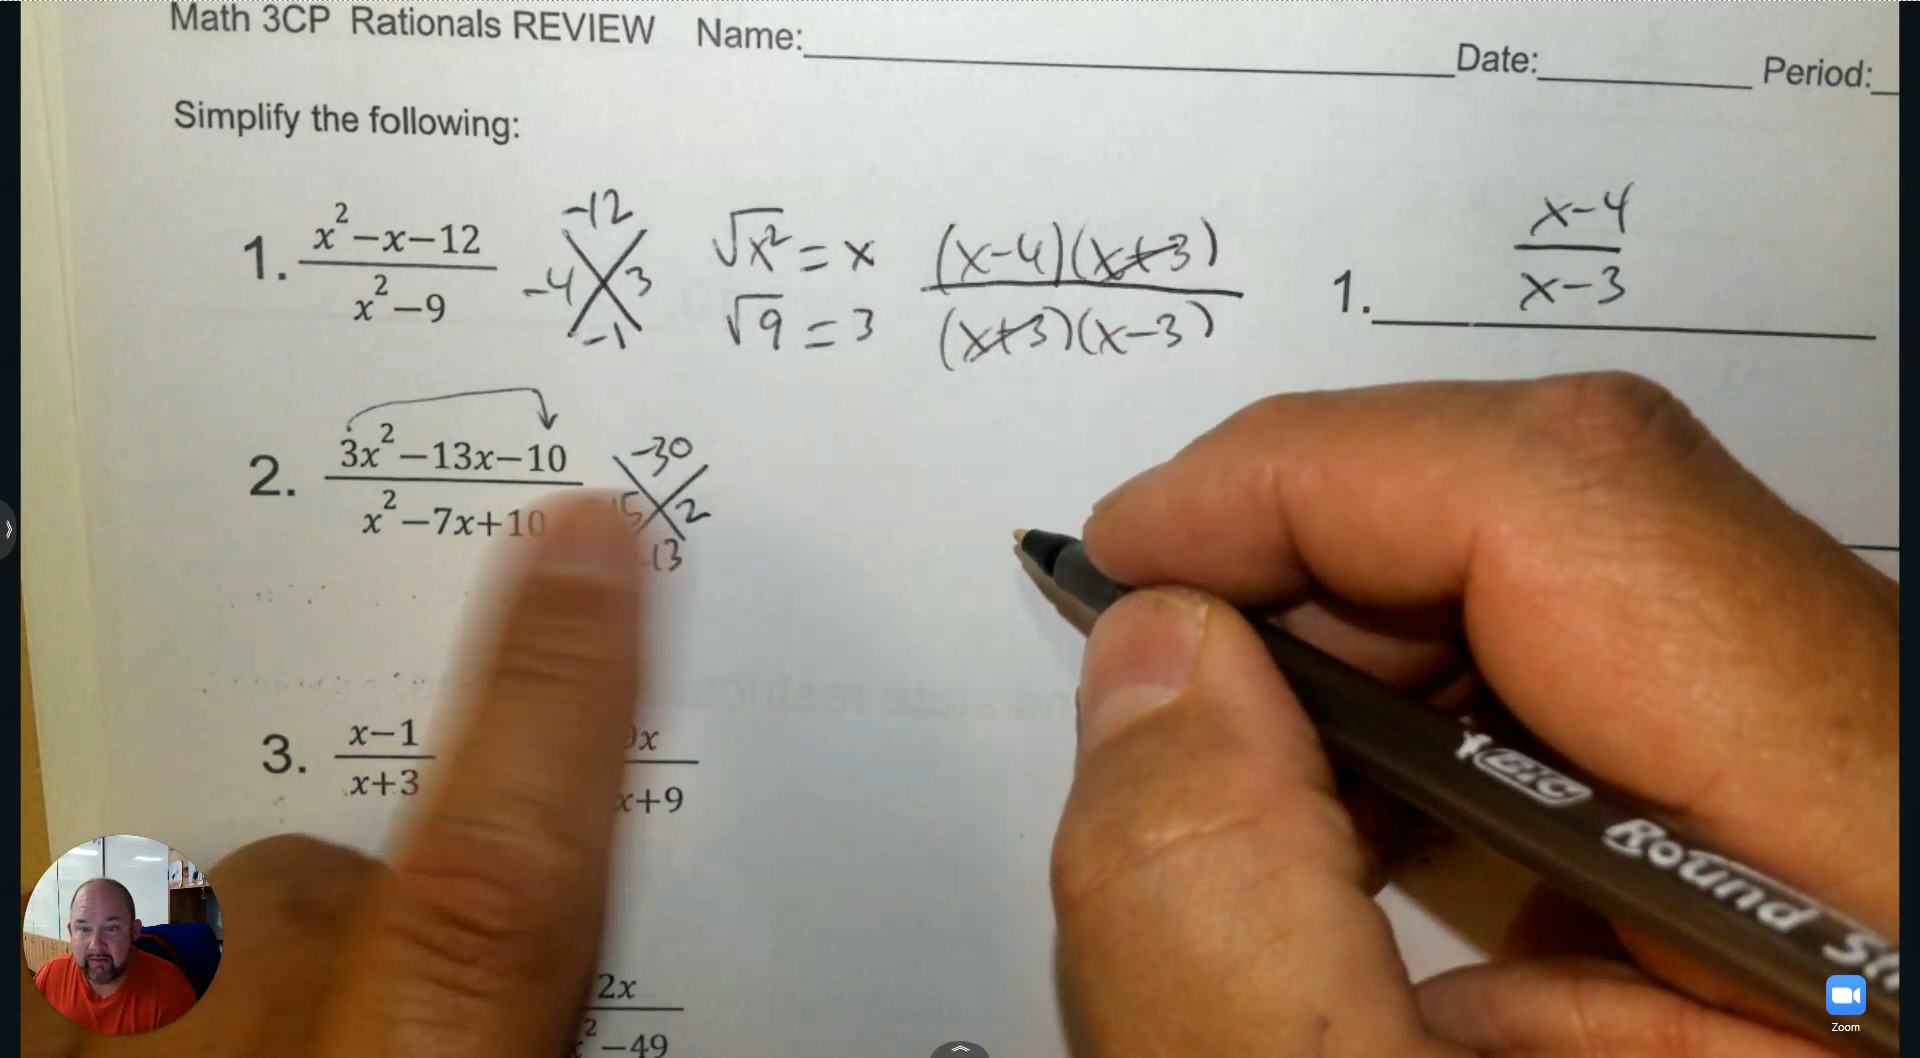 Math 3CP Rationals REVIEW Name: Date: Period:
Simplify the following:
1. x² − x − 12 / x² − 9
-12
-4 3
-1
√x² = x
√9 = 3
(x-4)(x+3) / (x+3)(x-3)
1. x-4 / x-3
2. 3x² − 13x − 10 / x² − 7x + 10
-30
5 2
-13
3. x−1 / x+3
x / x+9
2x / ² − 49
BIC Round
Zoom